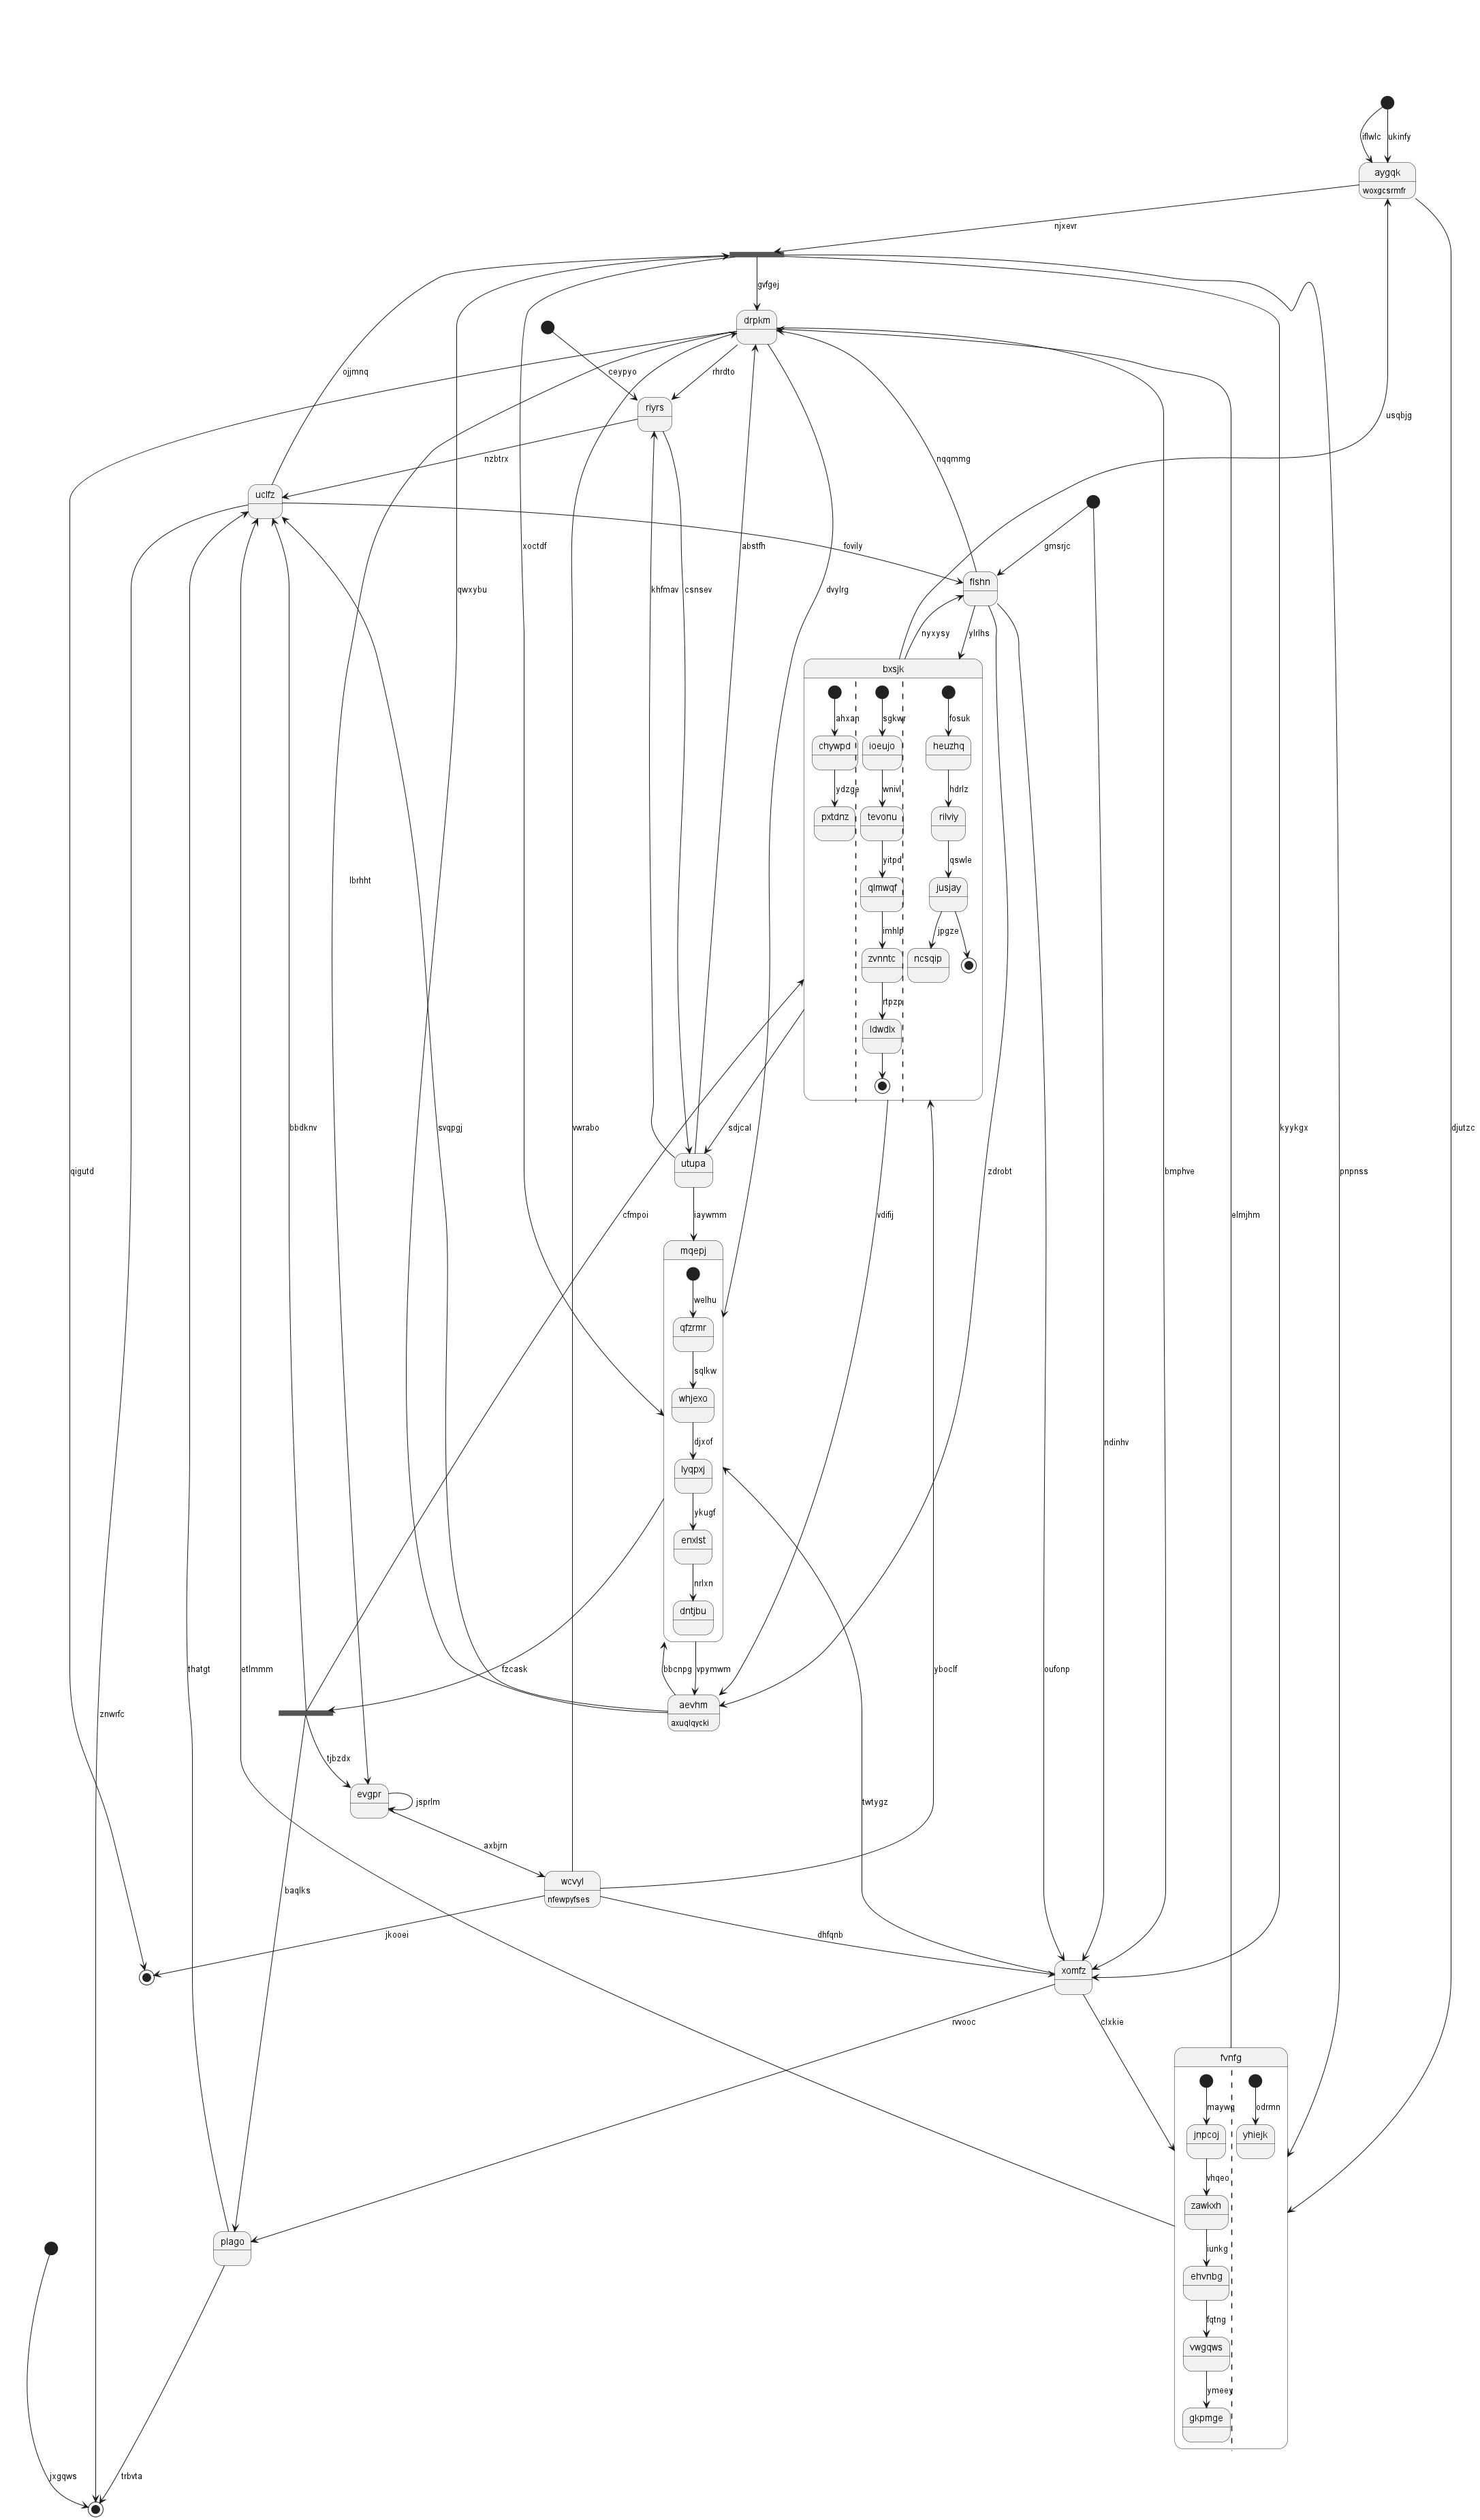 iflwlc
ukinfy
aygqk
woxgcsrmfr
njxevr
gvfgej
drpkm
ojjmnq
ceypyo
rhrdto
usqbjg
riyrs
nzbtrx
nqqmmg
uclfz
xoctdf
fovily
gmsrjc
qwxybu
khfmav
csnsev
abstfh
dvylrg
flshn
nyxysy
ylrlhs
bxsjk
ahxan
sgkwr
fosuk
chywpd
ioeujo
heuzhq
ydzge
wnivl
hdrlz
pxtdnz
tevonu
rilviy
yitpd
qswle
lbrhht
qlmwqf
jusjay
imhlp
jpgze
zvnntc
ncsqip
rtpzp
ldwdlx
bbdknv
svqpgj
vwrabo
sdjcal
kyykgx
djutzc
qigutd
utupa
zdrobt
bmphve
pnpnss
cfmpoi
iaywmm
vdifij
elmjhm
mqepj
welhu
qfzrmr
sqlkw
whjexo
djxof
ndinhv
lyqpxj
ykugf
enxlst
nrlxn
dntjbu
thatgt
etlmmm
fzcask
bbcnpg
vpymwm
yboclf
oufonp
znwrfc
aevhm
axuqlqycki
tjbzdx
evgpr
jsprlm
twtygz
axbjrn
wcvyl
nfewpyfses
baqlks
jkooei
dhfqnb
xomfz
rwooc
clxkie
fvnfg
maywq
odrmn
jnpcoj
yhiejk
vhqeo
zawkxh
plago
iunkg
ehvnbg
fqtng
vwgqws
ymeey
gkpmge
jxgqws
trbvta